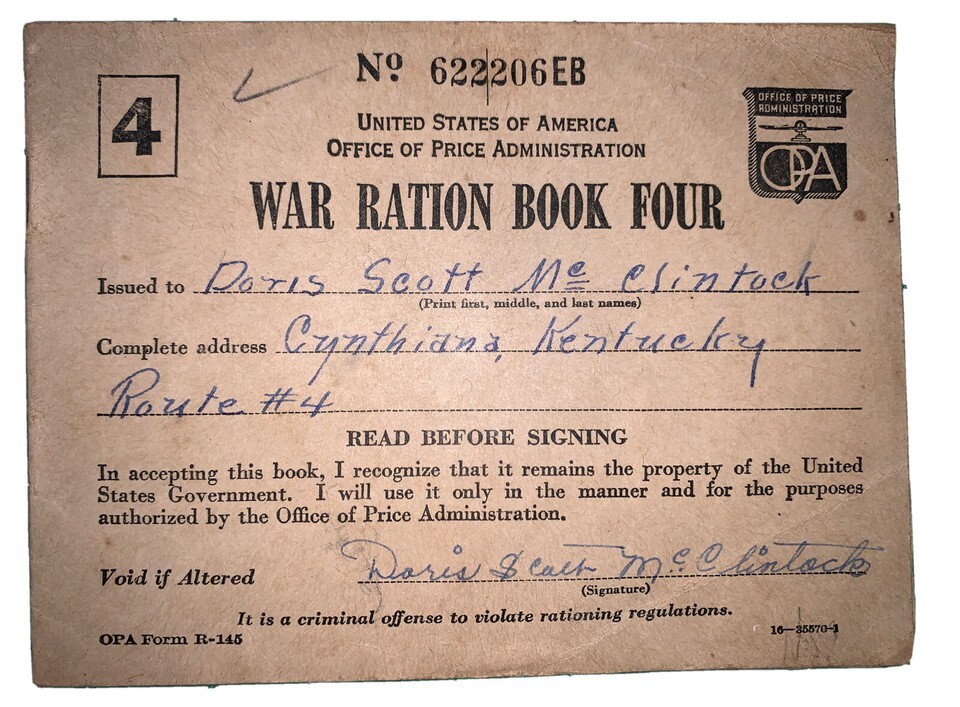 4
Nº 622206EB
UNITED STATES OF AMERICA
OFFICE OF PRICE ADMINISTRATION
OFFICE OF PRICE
ADMINISTRATION
OPA
WAR RATION BOOK FOUR
Issued to Doris Scott Mc Clintock
(Print first, middle, and last names)
Complete address Cynthiana, Kentucky
Route #4
READ BEFORE SIGNING
In accepting this book, I recognize that it remains the property of the United
States Government. I will use it only in the manner and for the purposes
authorized by the Office of Price Administration.
Void if Altered Doris Scott McClintock
(Signature)
It is a criminal offense to violate rationing regulations.
OPA Form R-145
16—35570-1